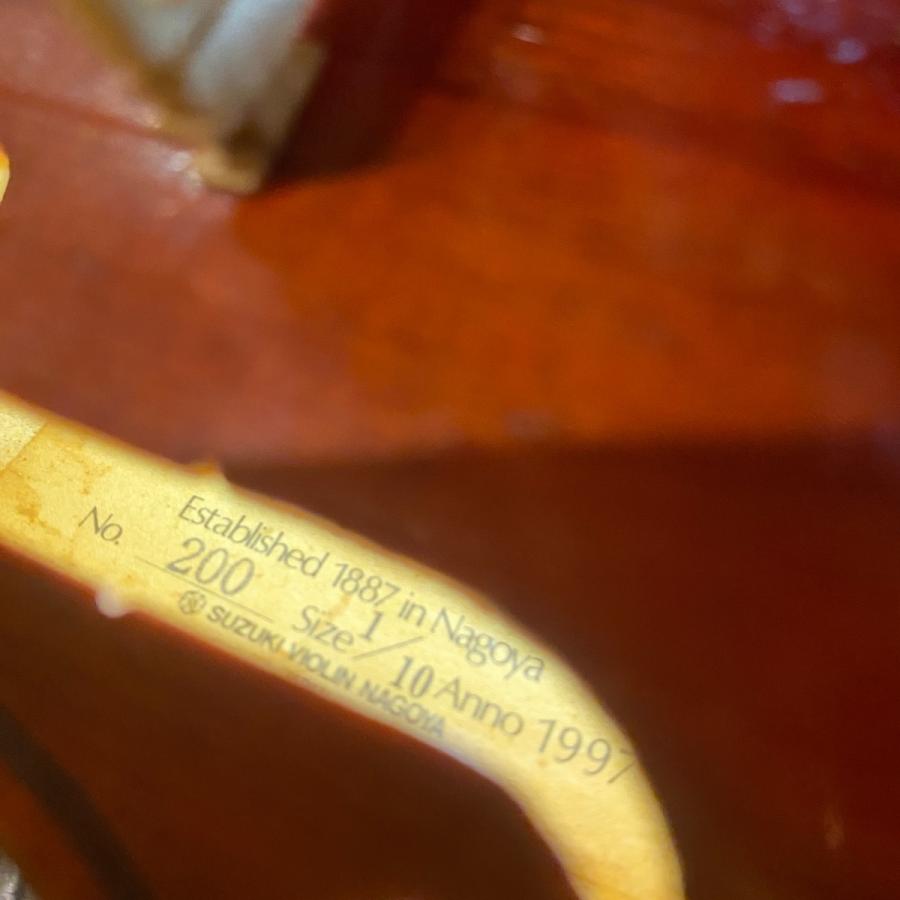 Established 1887 in Nagoya
No. 200 Size 1/10 Anno 1997
SUZUKI VIOLIN NAGOYA